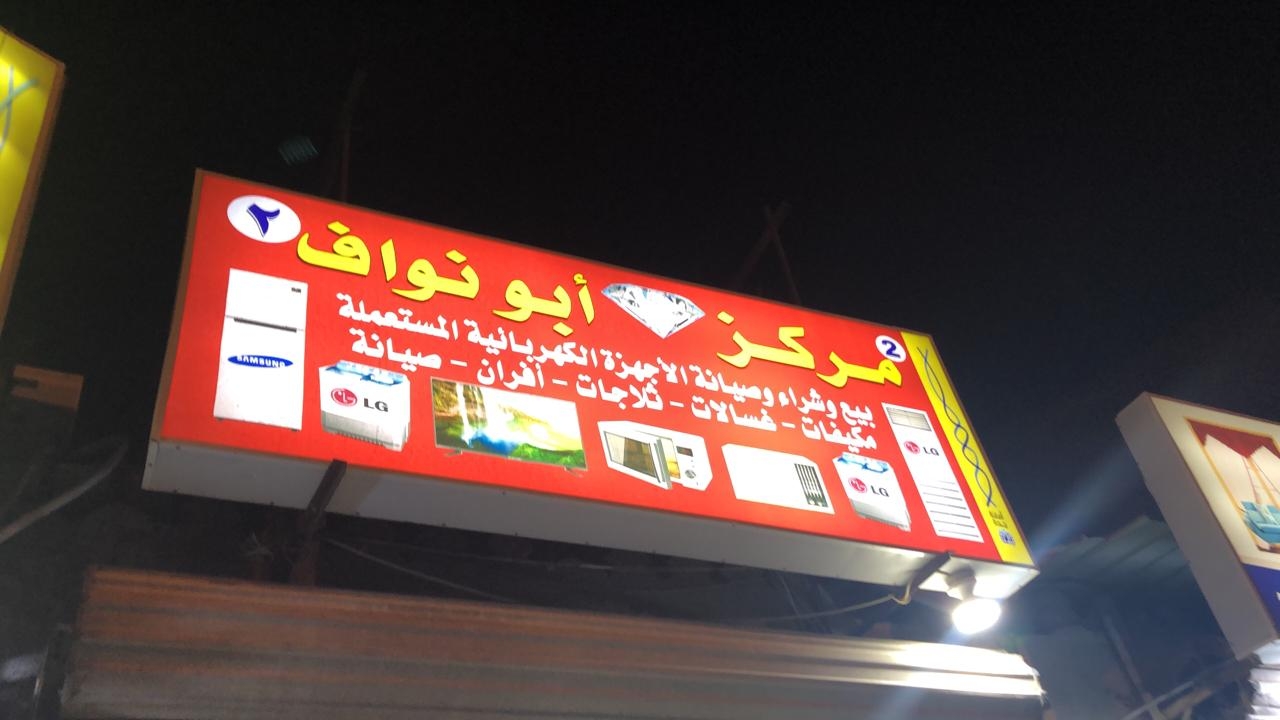 مركز أبو نواف
2
٢
بيع وشراء وصيانة الأجهزة الكهربائية المستعملة
مكيفات - غسالات - ثلاجات - أفران - صيانة
SAMSUNG
LG
LG
LG